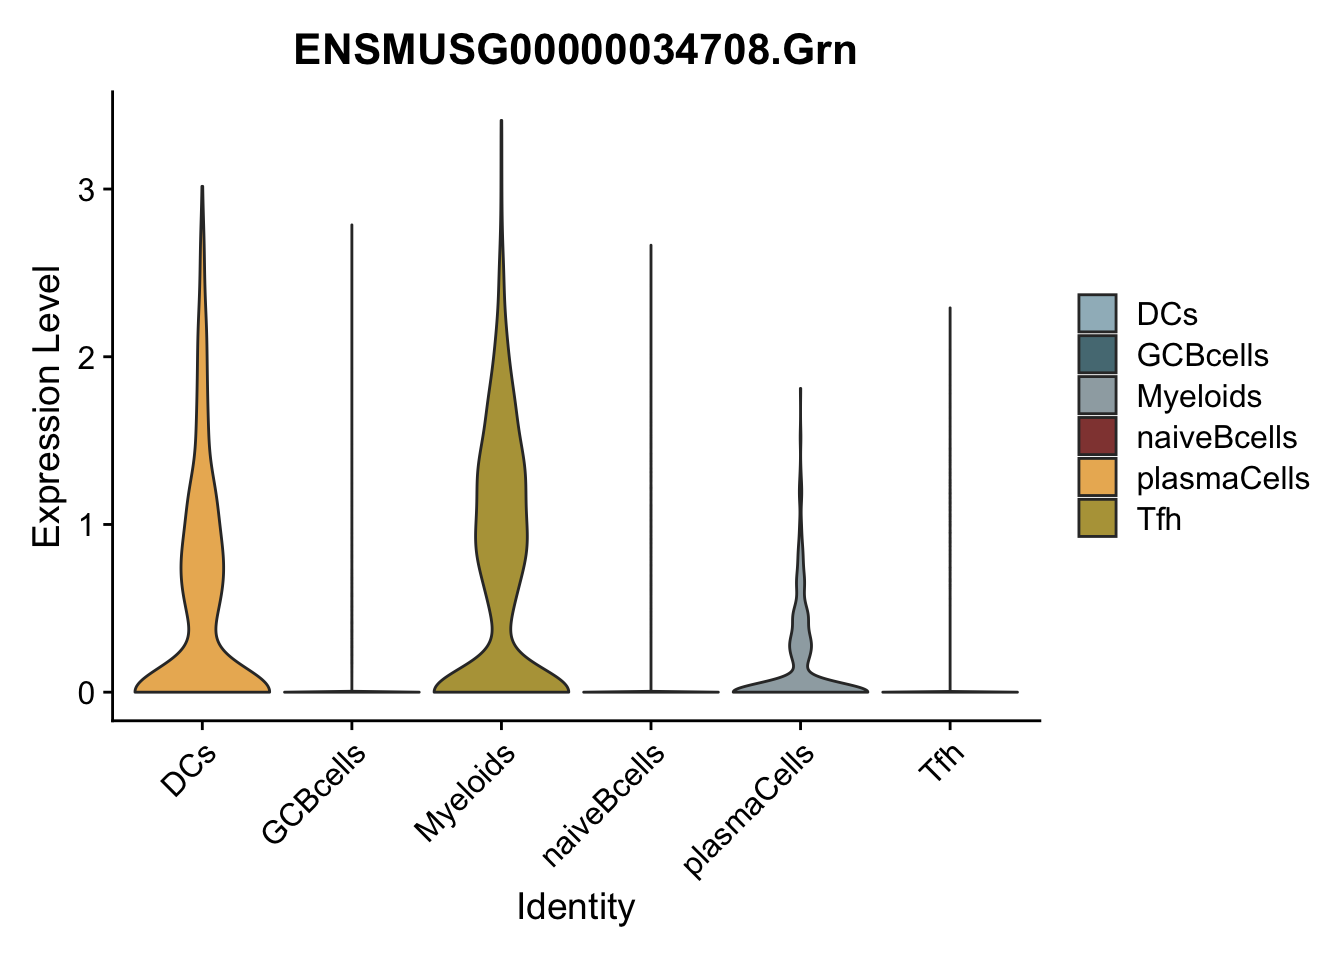 ENSMUSG00000034708.Grn
Expression Level
3
2
1
0
DCs
GCBcells
Myeloids
naiveBcells
plasmaCells
Tfh
Identity
DCs
GCBcells
Myeloids
naiveBcells
plasmaCells
Tfh